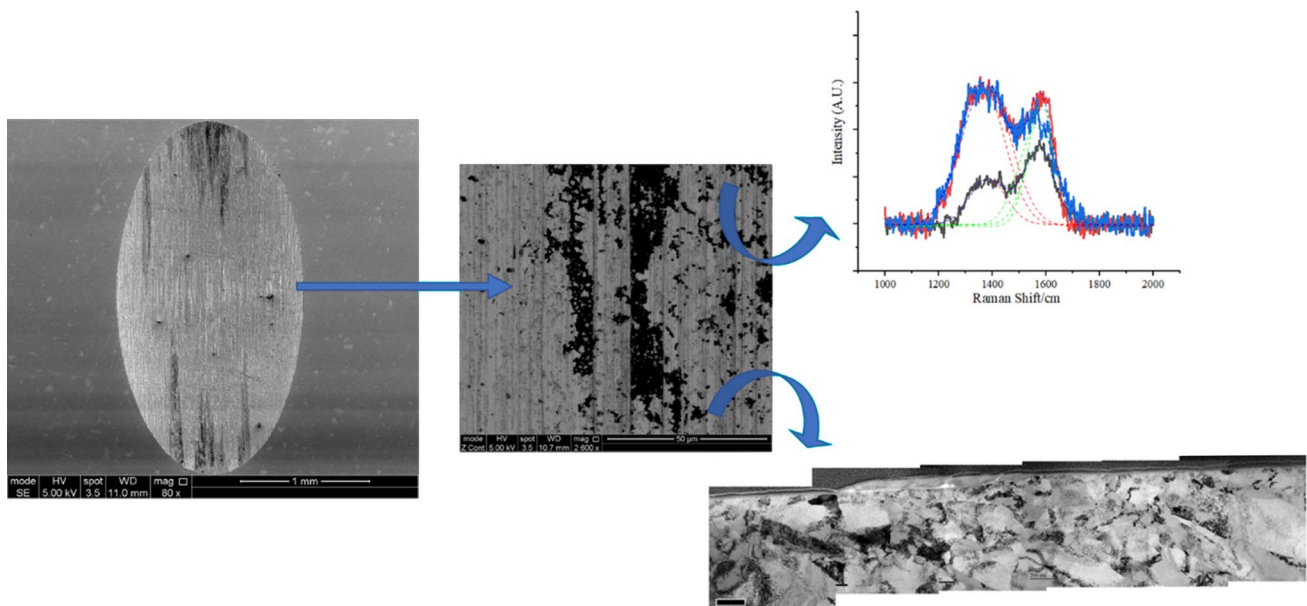 mode HV spot WD mag
SE 5.00 kV 3.5 11.0 mm 80 x 1 mm
mode HV spot WD mag
Z Cont 5.00 kV 3.5 10.7 mm 2 600 x 50 µm
Intensity (A.U.)
1000 1200 1400 1600 1800 2000
Raman Shift/cm